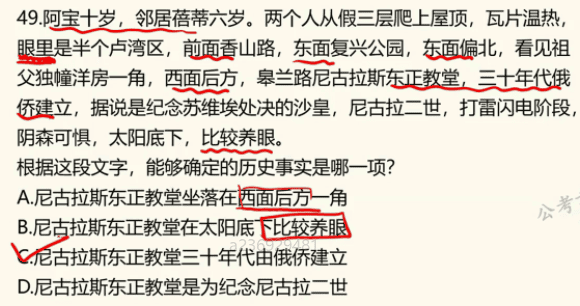 49.阿宝十岁，邻居蓓蒂六岁。两个人从假三层爬上屋顶，瓦片温热，
眼里是半个卢湾区，前面香山路，东面复兴公园，东面偏北，看见祖
父独幢洋房一角，西面后方，皋兰路尼古拉斯东正教堂，三十年代俄
侨建立，据说是纪念苏维埃处决的沙皇，尼古拉二世，打雷闪电阶段，
阴森可惧，太阳底下，比较养眼。
根据这段文字，能够确定的历史事实是哪一项？
A.尼古拉斯东正教堂坐落在西面后方一角
B.尼古拉斯东正教堂在太阳底下比较养眼
C.尼古拉斯东正教堂三十年代由俄侨建立
D.尼古拉斯东正教堂是为纪念尼古拉二世
公考